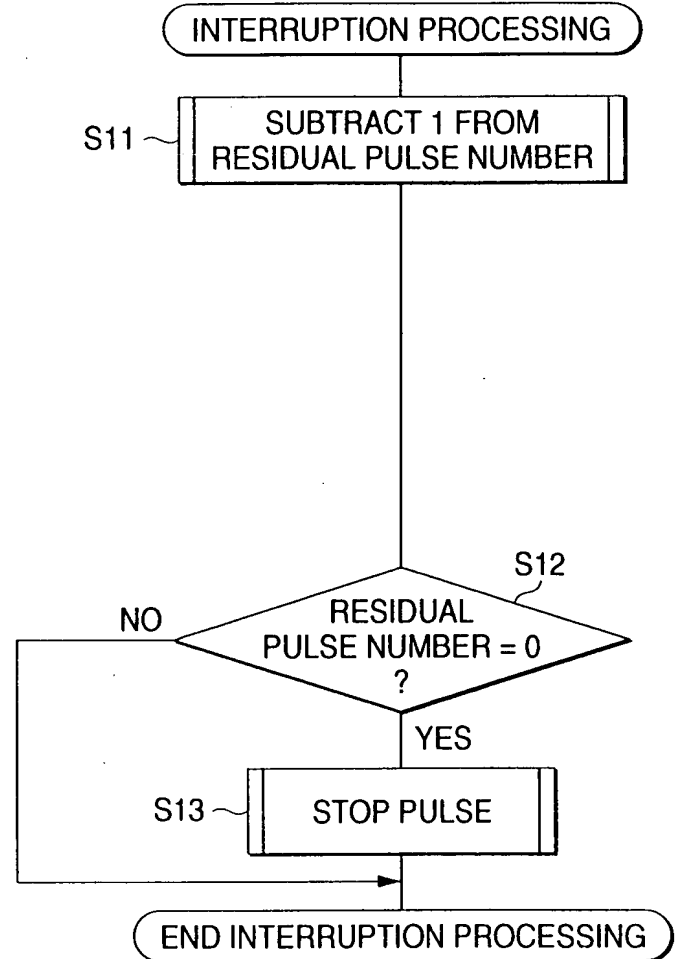 INTERRUPTION PROCESSING
S11
SUBTRACT 1 FROM
RESIDUAL PULSE NUMBER
S12
NO
RESIDUAL
PULSE NUMBER = 0
?
YES
S13
STOP PULSE
END INTERRUPTION PROCESSING